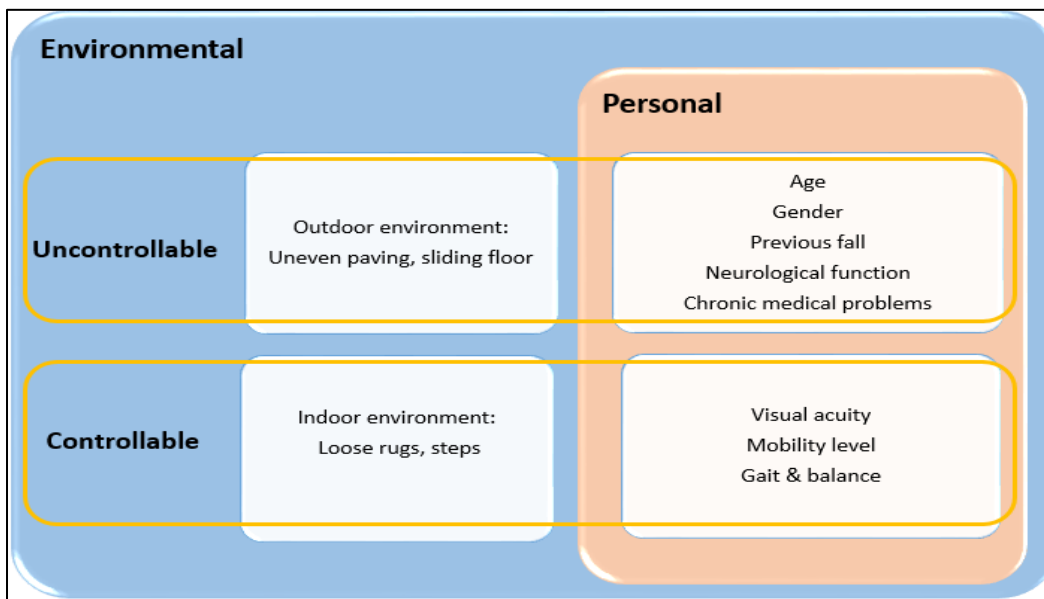 Environmental
Personal
Uncontrollable
Outdoor environment:
Uneven paving, sliding floor
Age
Gender
Previous fall
Neurological function
Chronic medical problems
Controllable
Indoor environment:
Loose rugs, steps
Visual acuity
Mobility level
Gait & balance